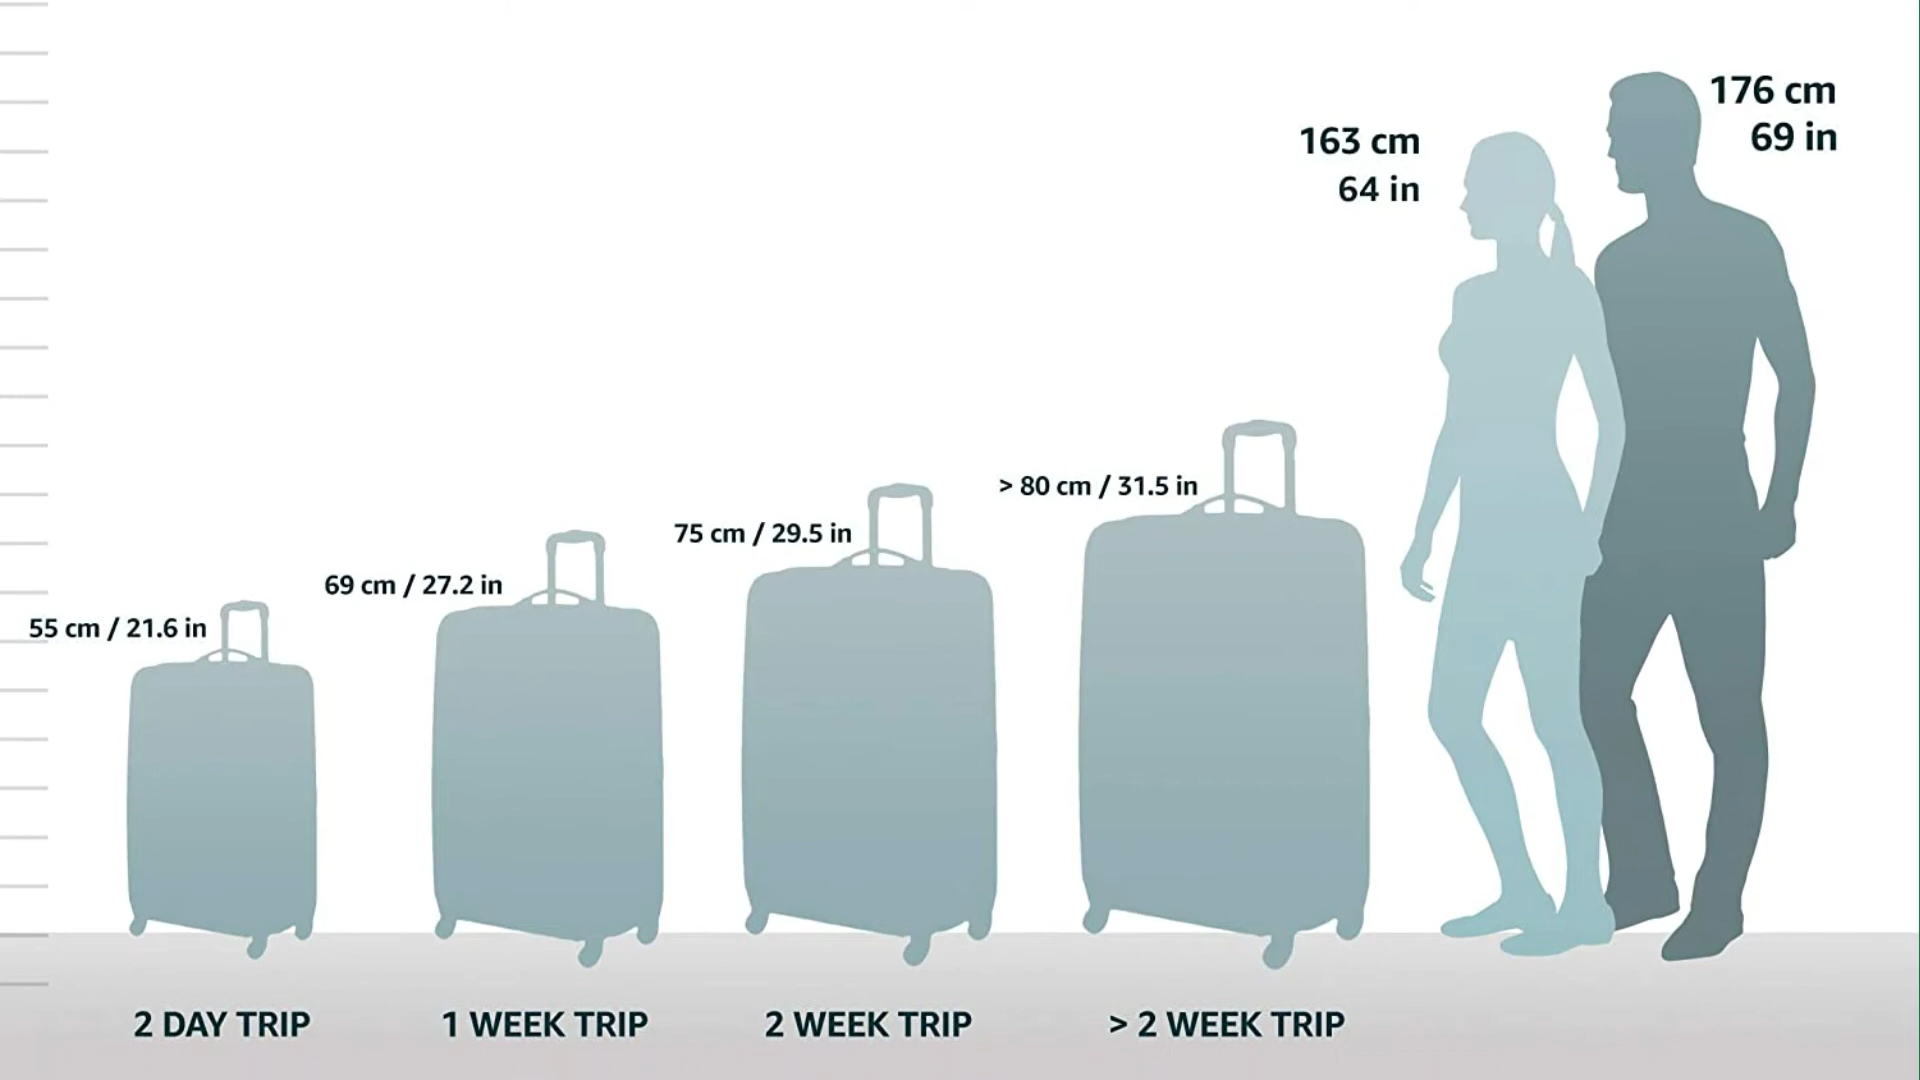 176 cm
69 in
163 cm
64 in
> 80 cm / 31.5 in
75 cm / 29.5 in
69 cm / 27.2 in
55 cm / 21.6 in
2 DAY TRIP
1 WEEK TRIP
2 WEEK TRIP
> 2 WEEK TRIP